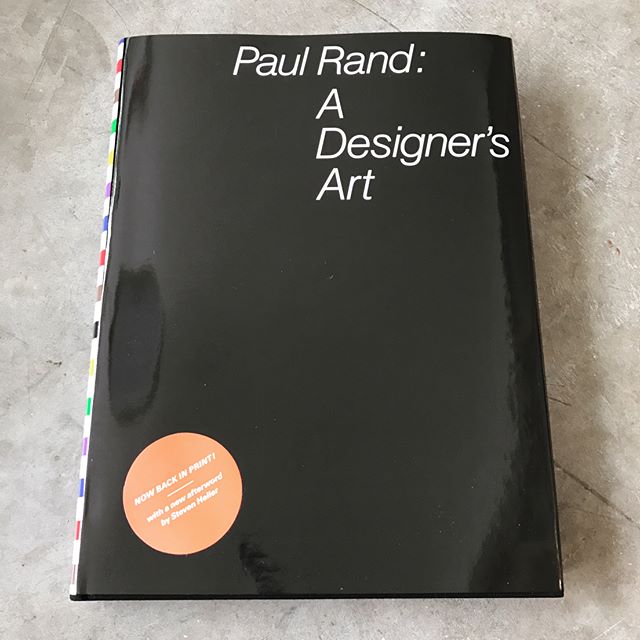 Paul Rand:
A
Designer's
Art
NOW BACK IN PRINT!
with a new afterword
by Steven Heller